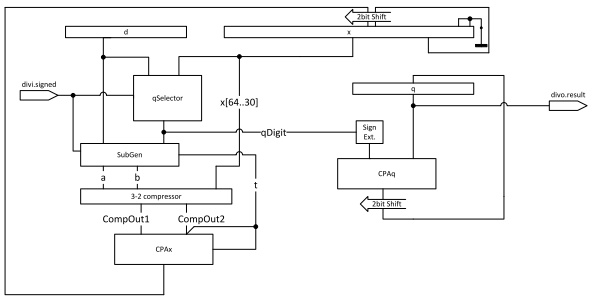 2bit Shift
d
x
divi.signed
qSelector
x[64..30]
q
divo.result
qDigit
Sign
Ext.
SubGen
a
b
t
CPAq
3-2 compressor
2bit Shift
CompOut1
CompOut2
CPAx